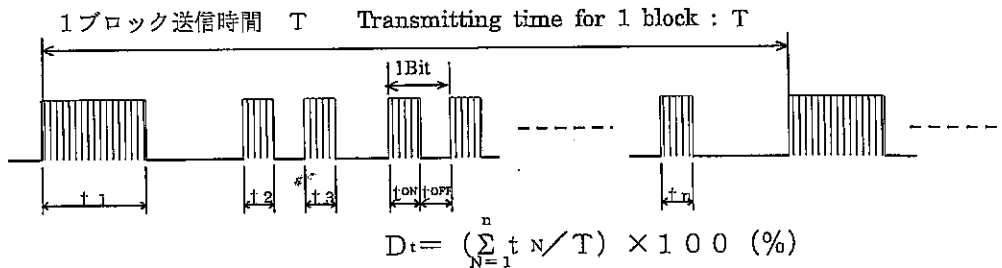 1ブロック送信時間 T Transmitting time for 1 block : T
1Bit
t1 t2 t3 tON tOFF tn
Dt= (n∑N=1 tN/T) ×100 (%)